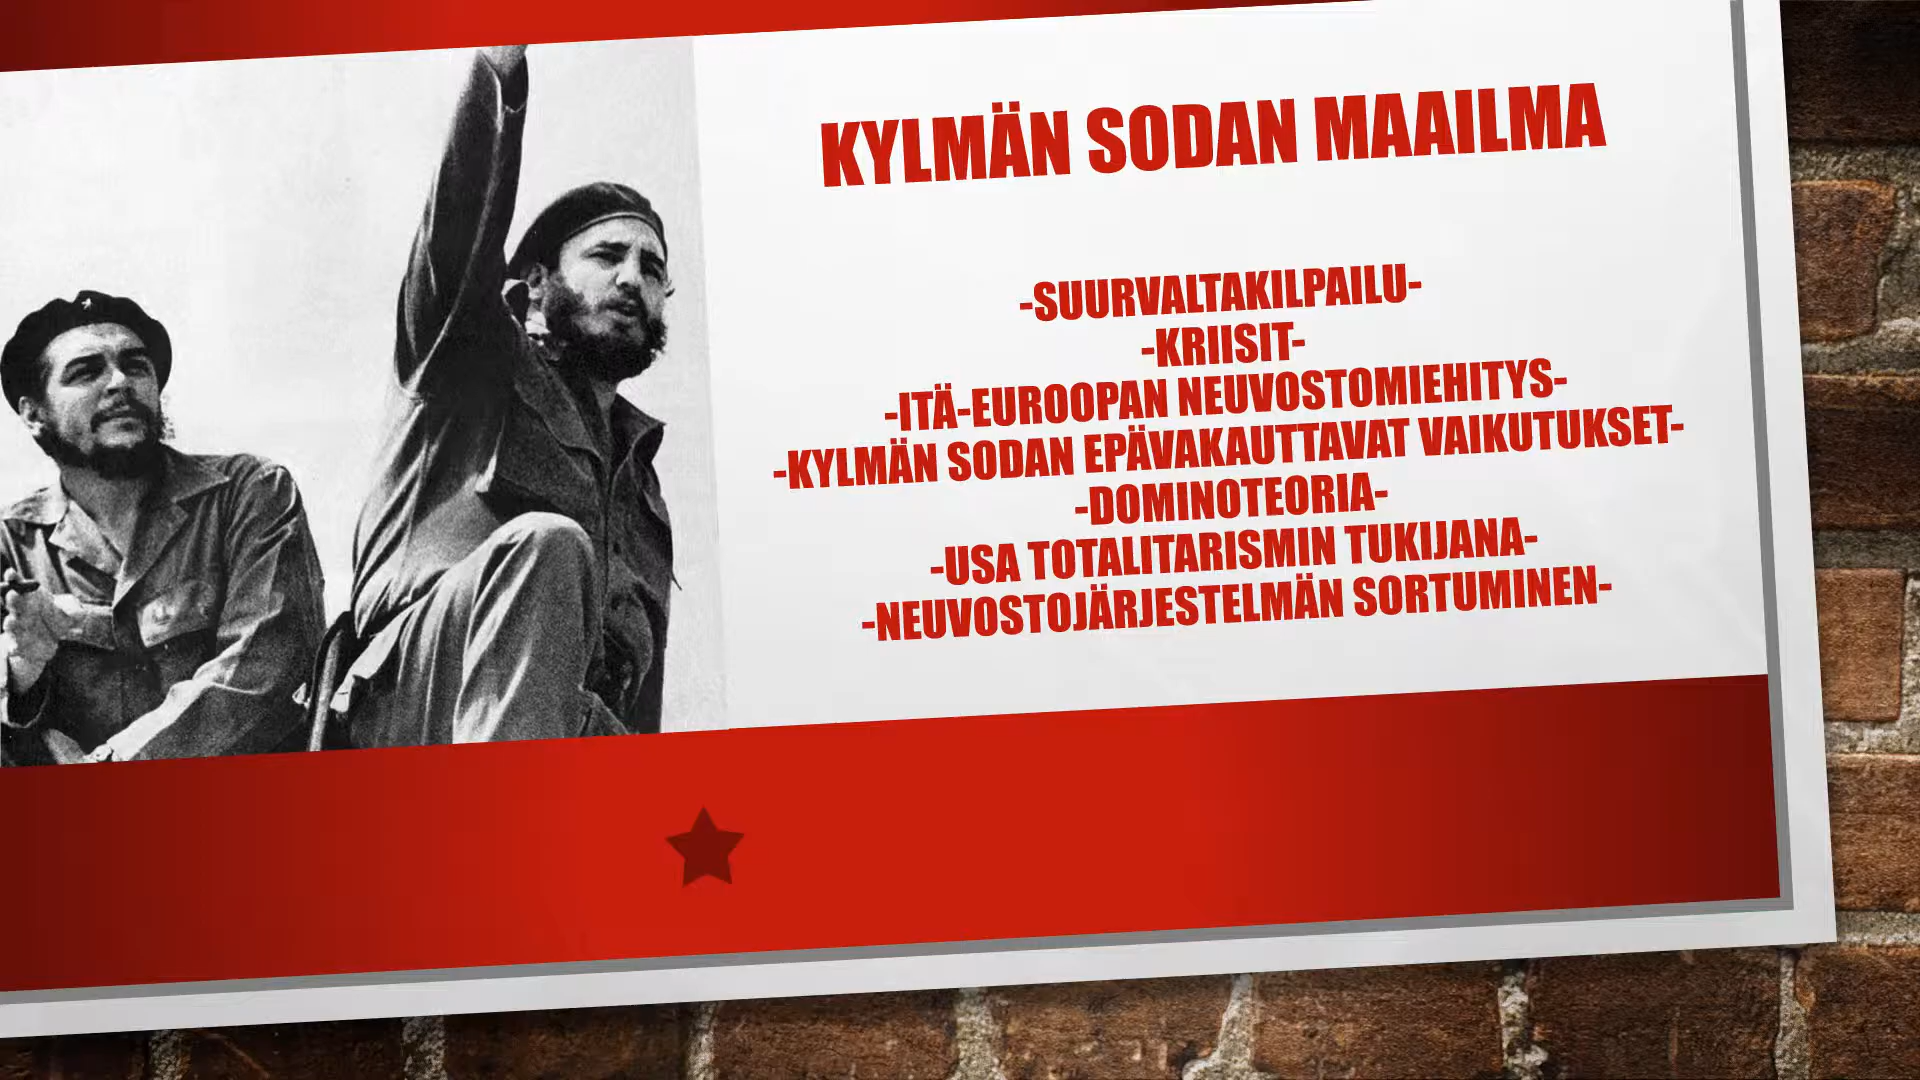 KYLMÄN SODAN MAAILMA
-SUURVALTAKILPAILU-
-KRIISIT-
-ITÄ-EUROOPAN NEUVOSTOMIEHITYS-
-KYLMÄN SODAN EPÄVAKAUTTAVAT VAIKUTUKSET-
-DOMINOTEORIA-
-USA TOTALITARISMIN TUKIJANA-
-NEUVOSTOJÄRJESTELMÄN SORTUMINEN-